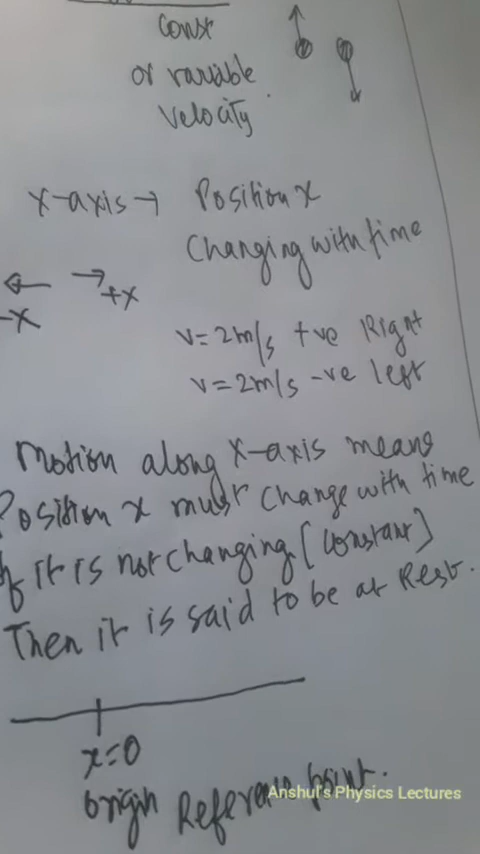 Const
or variable
velocity
X-axis → Position x
Changing with time
-X
+X
v=2m/s +ve Right
v=2m/s -ve left
Motion along X-axis means
Position x must change with time
If it is not changing [Constant]
Then it is said to be at Rest.
x=0
origin Reference point.
Anshul's Physics Lectures